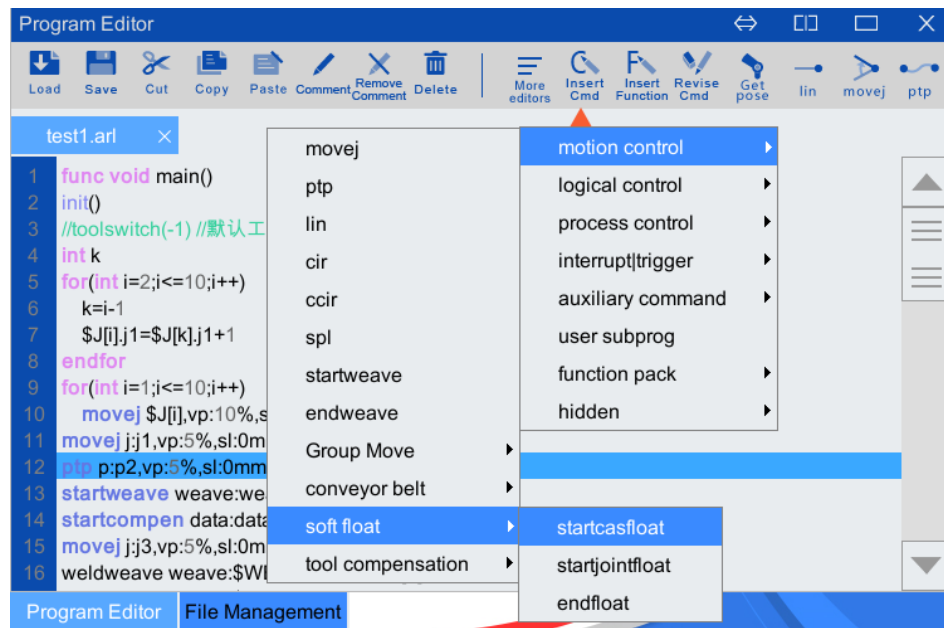 Program Editor
Load Save Cut Copy Paste Comment Remove Comment Delete More editors Insert Cmd Insert Function Revise Cmd Get pose lin movej ptp
test1.arl
1 func void main()
2 init()
3 //toolswitch(-1) //默认工
4 int k
5 for(int i=2;i<=10;i++)
6 k=i-1
7 $J[i].j1=$J[k].j1+1
8 endfor
9 for(int i=1;i<=10;i++)
10 movej $J[i],vp:10%,s
11 movej j:j1,vp:5%,sl:0m
12 ptp p:p2,vp:5%,sl:0mm
13 startweave weave:we
14 startcompen data:data
15 movej j:j3,vp:5%,sl:0m
16 weldweave weave:
movej
ptp
lin
cir
ccir
spl
startweave
endweave
Group Move
conveyor belt
soft float
tool compensation
motion control
logical control
process control
interrupt|trigger
auxiliary command
user subprog
function pack
hidden
startcasfloat
startjointfloat
endfloat
Program Editor File Management